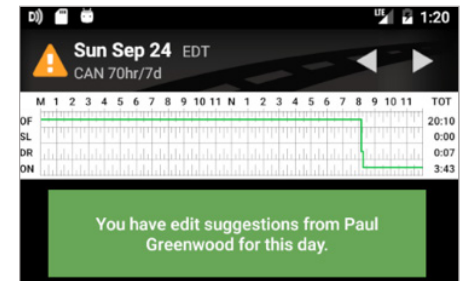 LTE 1:20
Sun Sep 24 EDT
CAN 70hr/7d
M 1 2 3 4 5 6 7 8 9 10 11 N 1 2 3 4 5 6 7 8 9 10 11 TOT
OF 20:10
SL 0:00
DR 0:07
ON 3:43
You have edit suggestions from Paul
Greenwood for this day.